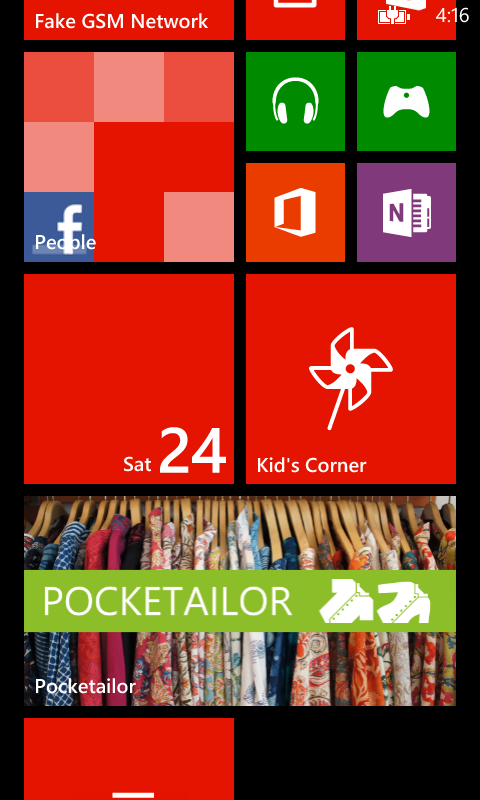 4:16
Fake GSM Network
f
People
N
Sat 24
Kid's Corner
POCKETAILOR
Pocketailor